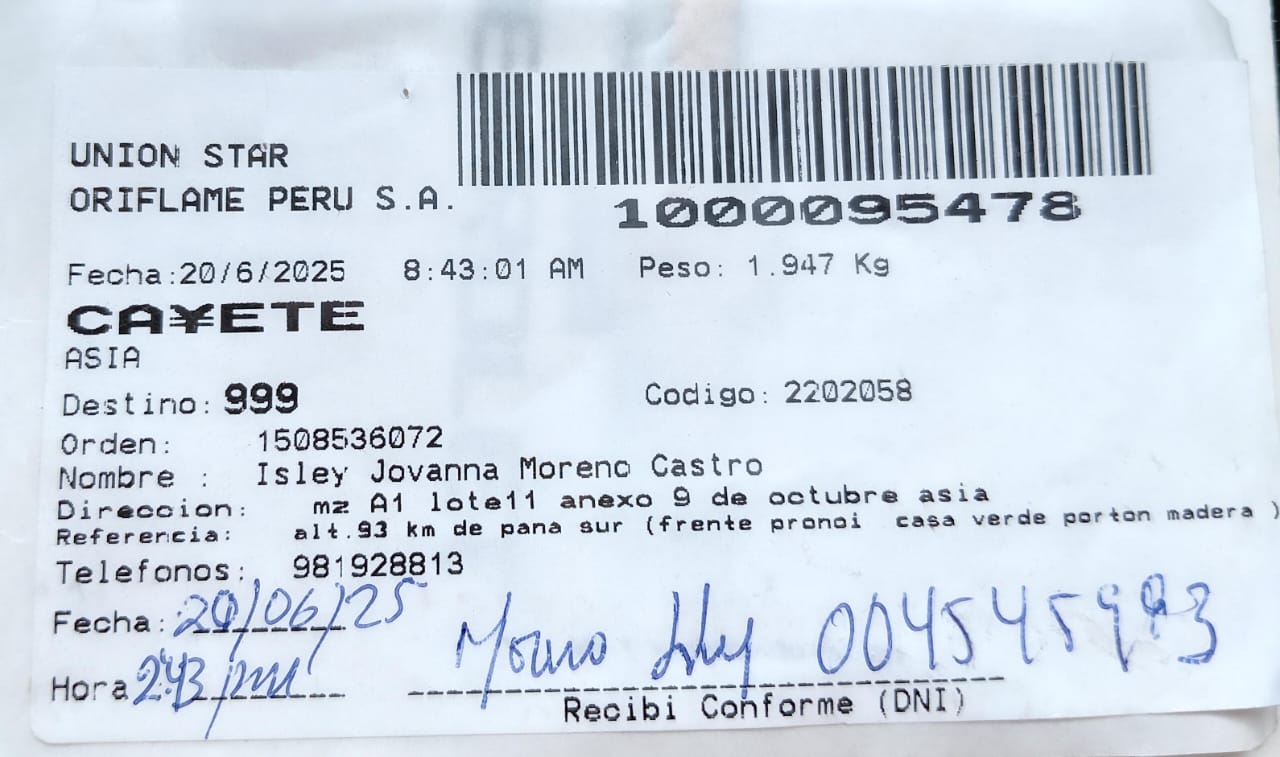 UNION STAR
ORIFLAME PERU S.A.
1000095478
Fecha:20/6/2025 8:43:01 AM Peso: 1.947 Kg
CA¥ETE
ASIA
Destino: 999 Codigo: 2202058
Orden: 1508536072
Nombre : Isley Jovanna Moreno Castro
Direccion: mz A1 lote11 anexo 9 de octubre asia
Referencia: alt.93 km de pana sur (frente pronoi casa verde porton madera )
Telefonos: 981928813
Fecha: 20/06/25
Hora 2:43 pm Moreno Isley
Recibi Conforme (DNI)